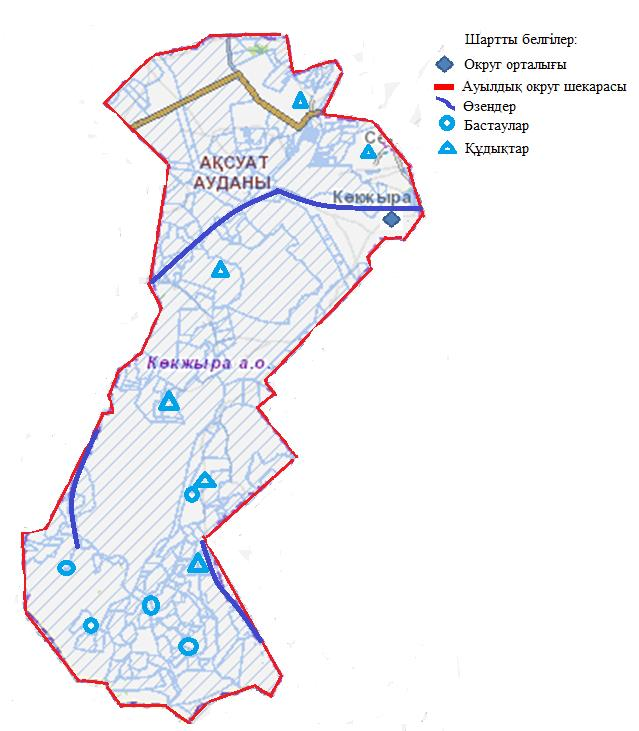 Шартты белгілер:
Округ орталығы
Ауылдық округ шекарасы
Өзендер
Бастаулар
Құдықтар
АҚСУАТ
АУДАНЫ
Көкжыра
Көкжыра а.о.